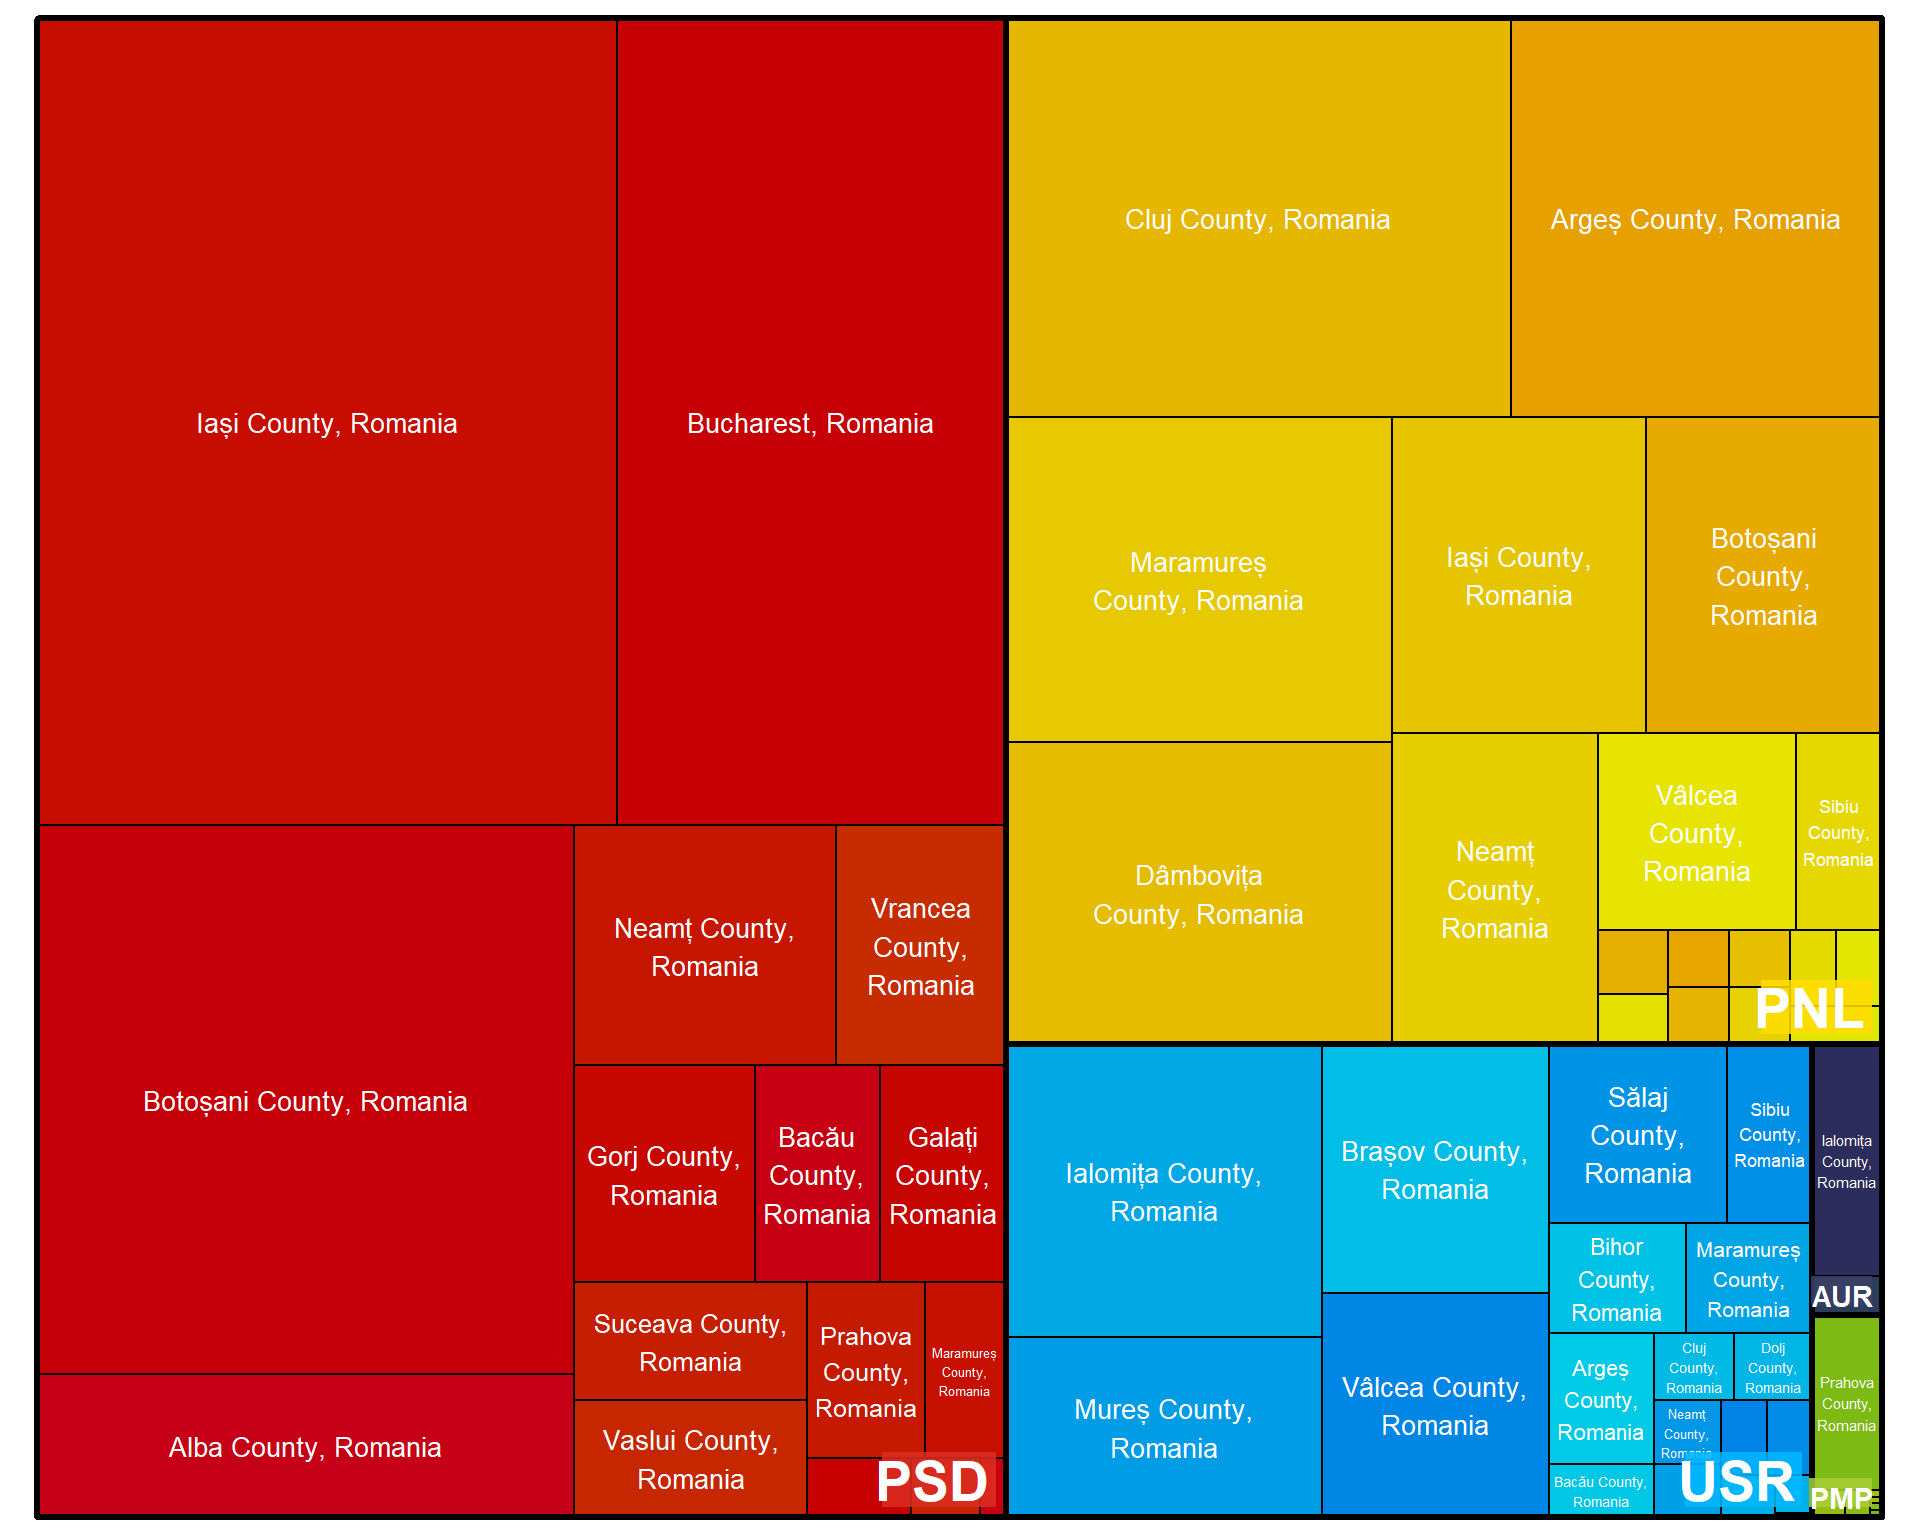 Iași County, Romania
Bucharest, Romania
Botoșani County, Romania
Alba County, Romania
Neamț County,
Romania
Vrancea
County,
Romania
Gorj County,
Romania
Bacău
County,
Romania
Galați
County,
Romania
Suceava County,
Romania
Vaslui County,
Romania
Prahova
County,
Romania
Maramureș
County,
Romania
PSD
Cluj County, Romania
Argeș County, Romania
Maramureș
County, Romania
Dâmbovița
County, Romania
Iași County,
Romania
Botoșani
County,
Romania
Neamț
County,
Romania
Vâlcea
County,
Romania
Sibiu
County,
Romania
PNL
Ialomița County,
Romania
Mureș County,
Romania
Brașov County,
Romania
Vâlcea County,
Romania
Sălaj
County,
Romania
Sibiu
County,
Romania
Bihor
County,
Romania
Maramureș
County,
Romania
Argeș
County,
Romania
Cluj
County,
Romania
Dolj
County,
Romania
Neamț
County,
Romania
Bacău County,
Romania
USR
Ialomița
County,
Romania
AUR
Prahova
County,
Romania
PMP